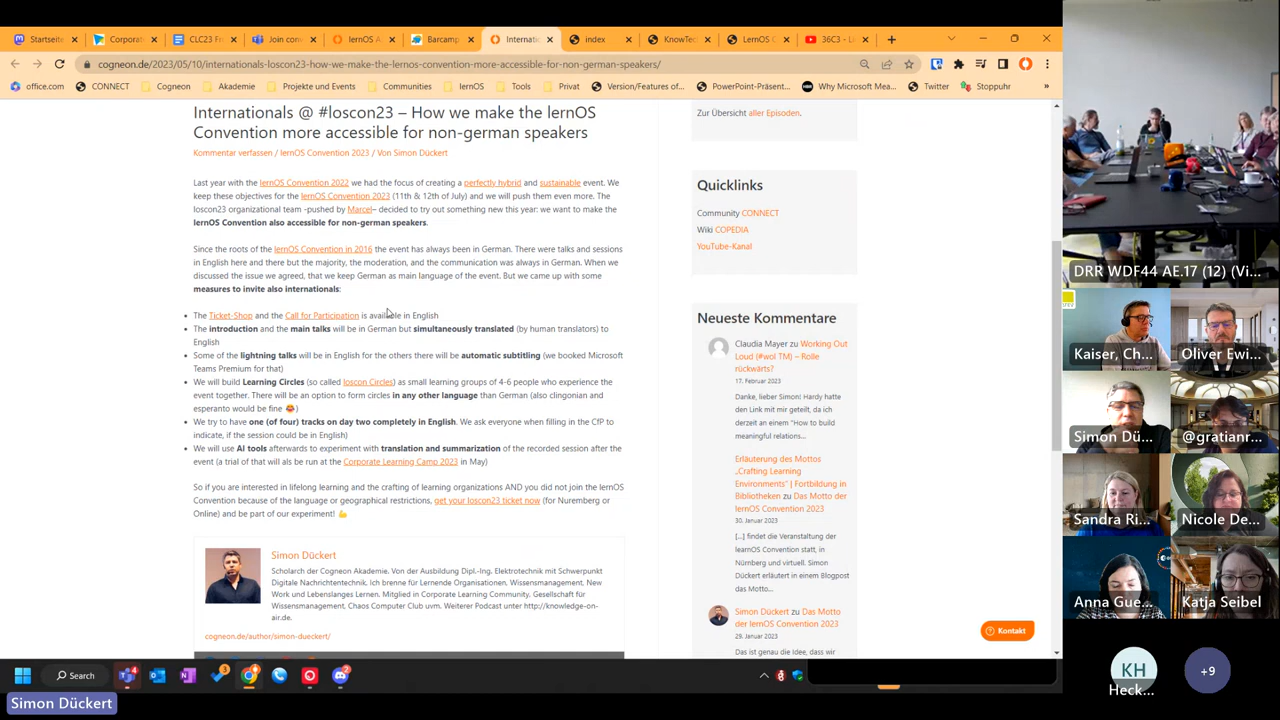 Startseite
Corporat
CLC23 Fr
Join con
lernOS A
Barcamp
Internati
index
KnowTec
LernOS C
36C3 - L
cogneon.de/2023/05/10/internationals-loscon23-how-we-make-the-lernos-convention-more-accessible-for-non-german-speakers/
office.com
CONNECT
Cogneon
Akademie
Projekte und Events
Communities
lernOS
Tools
Privat
Version/Features of...
PowerPoint-Präsent...
Why Microsoft Mea...
Twitter
Stoppuhr
Internationals @ #loscon23 – How we make the lernOS
Convention more accessible for non-german speakers
Kommentar verfassen / lernOS Convention 2023 / Von Simon Dückert
Last year with the lernOS Convention 2022 we had the focus of creating a perfectly hybrid and sustainable event. We
keep these objectives for the lernOS Convention 2023 (11th & 12th of July) and we will push them even more. The
loscon23 organizational team -pushed by Marcel– decided to try out something new this year: we want to make the
lernOS Convention also accessible for non-german speakers.
Since the roots of the lernOS Convention in 2016 the event has always been in German. There were talks and sessions
in English here and there but the majority, the moderation, and the communication was always in German. When we
discussed the issue we agreed, that we keep German as main language of the event. But we came up with some
measures to invite also internationals:
The Ticket-Shop and the Call for Participation is available in English
The introduction and the main talks will be in German but simultaneously translated (by human translators) to
English
Some of the lightning talks will be in English for the others there will be automatic subtitling (we booked Microsoft
Teams Premium for that)
We will build Learning Circles (so called loscon Circles) as small learning groups of 4-6 people who experience the
event together. There will be an option to form circles in any other language than German (also clingonian and
esperanto would be fine 😂)
We try to have one (of four) tracks on day two completely in English. We ask everyone when filling in the CfP to
indicate, if the session could be in English)
We will use AI tools afterwards to experiment with translation and summarization of the recorded session after the
event (a trial of that will als be run at the Corporate Learning Camp 2023 in May)
So if you are interested in lifelong learning and the crafting of learning organizations AND you did not join the lernOS
Convention because of the language or geographical restrictions, get your loscon23 ticket now (for Nuremberg or
Online) and be part of our experiment! 💪
Simon Dückert
Scholarch der Cogneon Akademie. Von der Ausbildung Dipl.-Ing. Elektrotechnik mit Schwerpunkt
Digitale Nachrichtentechnik. Ich brenne für Lernende Organisationen, Wissensmanagement, New
Work und Lebenslanges Lernen. Mitglied in Corporate Learning Community, Gesellschaft für
Wissensmanagement, Chaos Computer Club uvm. Weiterer Podcast unter http://knowledge-on-
air.de.
cogneon.de/author/simon-dueckert/
Zur Übersicht aller Episoden.
Quicklinks
Community CONNECT
Wiki COPEDIA
YouTube-Kanal
Neueste Kommentare
Claudia Mayer zu Working Out
Loud (#wol TM) – Rolle
rückwärts?
17. Februar 2023
Danke, lieber Simon! Hardy hatte
den Link mit mir geteilt, da ich
derzeit an einem "How to build
meaningful relations...
Erläuterung des Mottos
„Crafting Learning
Environments" | Fortbildung in
Bibliotheken zu Das Motto der
lernOS Convention 2023
30. Januar 2023
[...] findet die Veranstaltung der
learnOS Convention statt, in
Nürnberg und virtuell. Simon
Dückert erläutert in einem Blogpost
das Motto...
Simon Dückert zu Das Motto
der lernOS Convention 2023
29. Januar 2023
Das ist genau die Idee, dass wir
Kontakt
Search
Simon Dückert
DRR WDF44 AE.17 (12) (Vi...
Kaiser, Ch...
Oliver Ewi...
Simon Dü...
@gratianr...
Sandra Ri...
Nicole De...
Anna Gue...
Katja Seibel
KH
Heck...
+9